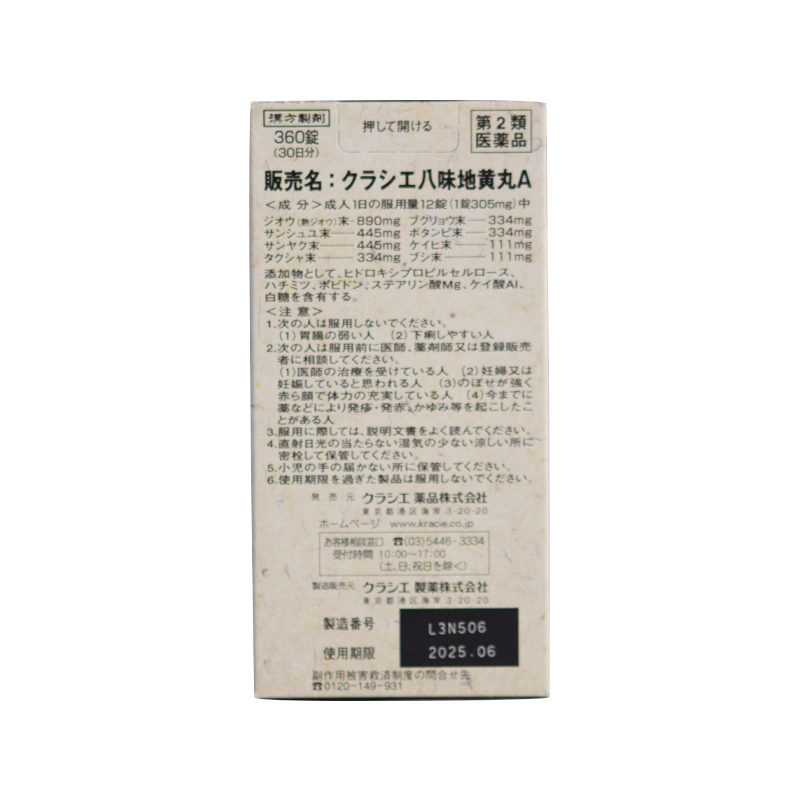 漢方製剤
360錠
(30日分)
押して開ける
第2類
医薬品
販売名：クラシエ八味地黄丸A
＜成分＞成人1日の服用量12錠(1錠305mg)中
ジオウ(熟ジオウ)末-890mg ブクリョウ末──334mg
サンシュユ末──445mg ボタンピ末──334mg
サンヤク末──445mg ケイヒ末──111mg
タクシャ末──334mg ブシ末──111mg
添加物として、ヒドロキシプロピルセルロース、
ハチミツ、ポビドン、ステアリン酸Mg、ケイ酸Al、
白糖を含有する。
＜注意＞
1.次の人は服用しないでください。
(1)胃腸の弱い人 (2)下痢しやすい人
2.次の人は服用前に医師、薬剤師又は登録販売
者に相談してください。
(1)医師の治療を受けている人 (2)妊婦又は
妊娠していると思われる人 (3)のぼせが強く
赤ら顔で体力の充実している人 (4)今までに
薬などにより発疹・発赤、かゆみ等を起こしたこ
とがある人
3.服用に際しては、説明文書をよく読んでください。
4.直射日光の当たらない湿気の少ない涼しい所に
密栓して保管してください。
5.小児の手の届かない所に保管してください。
6.使用期限を過ぎた製品は服用しないでください。
発売元 クラシエ薬品株式会社
東京都港区海岸3-20-20
ホームページ www.kracie.co.jp
お客様相談窓口 ☎(03)5446-3334
受付時間 10:00〜17:00
(土、日、祝日を除く)
製造販売元 クラシエ製薬株式会社
東京都港区海岸3-20-20
製造番号 L3N506
使用期限 2025.06
副作用被害救済制度の問合せ先
☎0120-149-931